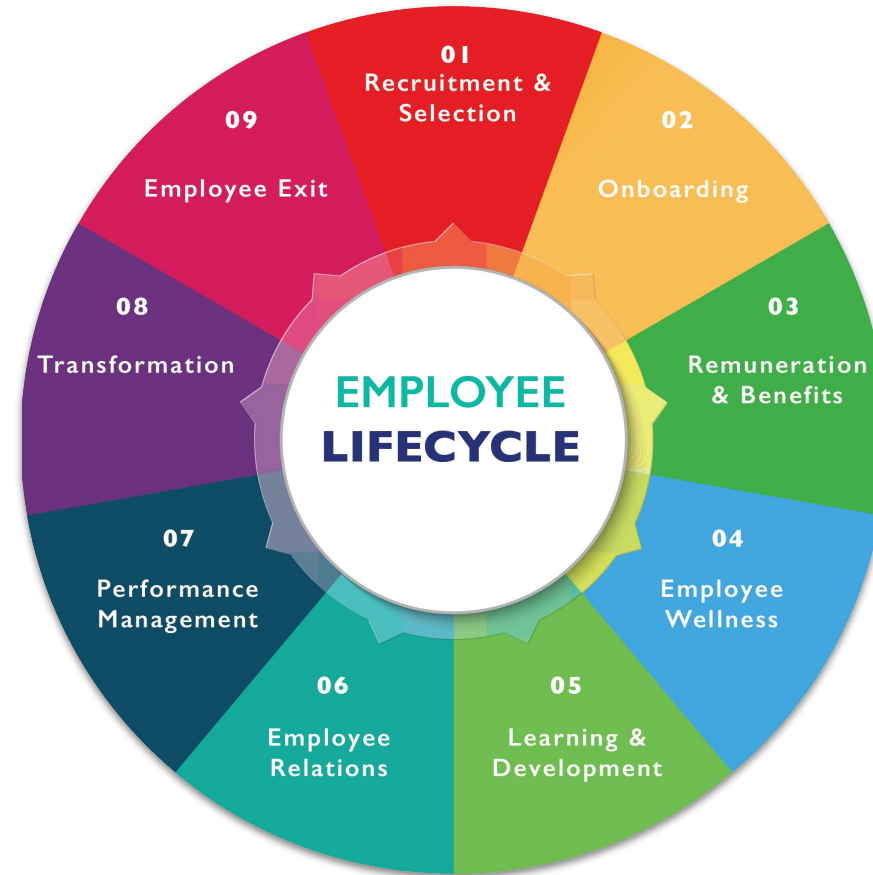 01
Recruitment &
Selection
02
Onboarding
03
Remuneration
& Benefits
04
Employee
Wellness
05
Learning &
Development
06
Employee
Relations
07
Performance
Management
08
Transformation
09
Employee Exit
EMPLOYEE
LIFECYCLE